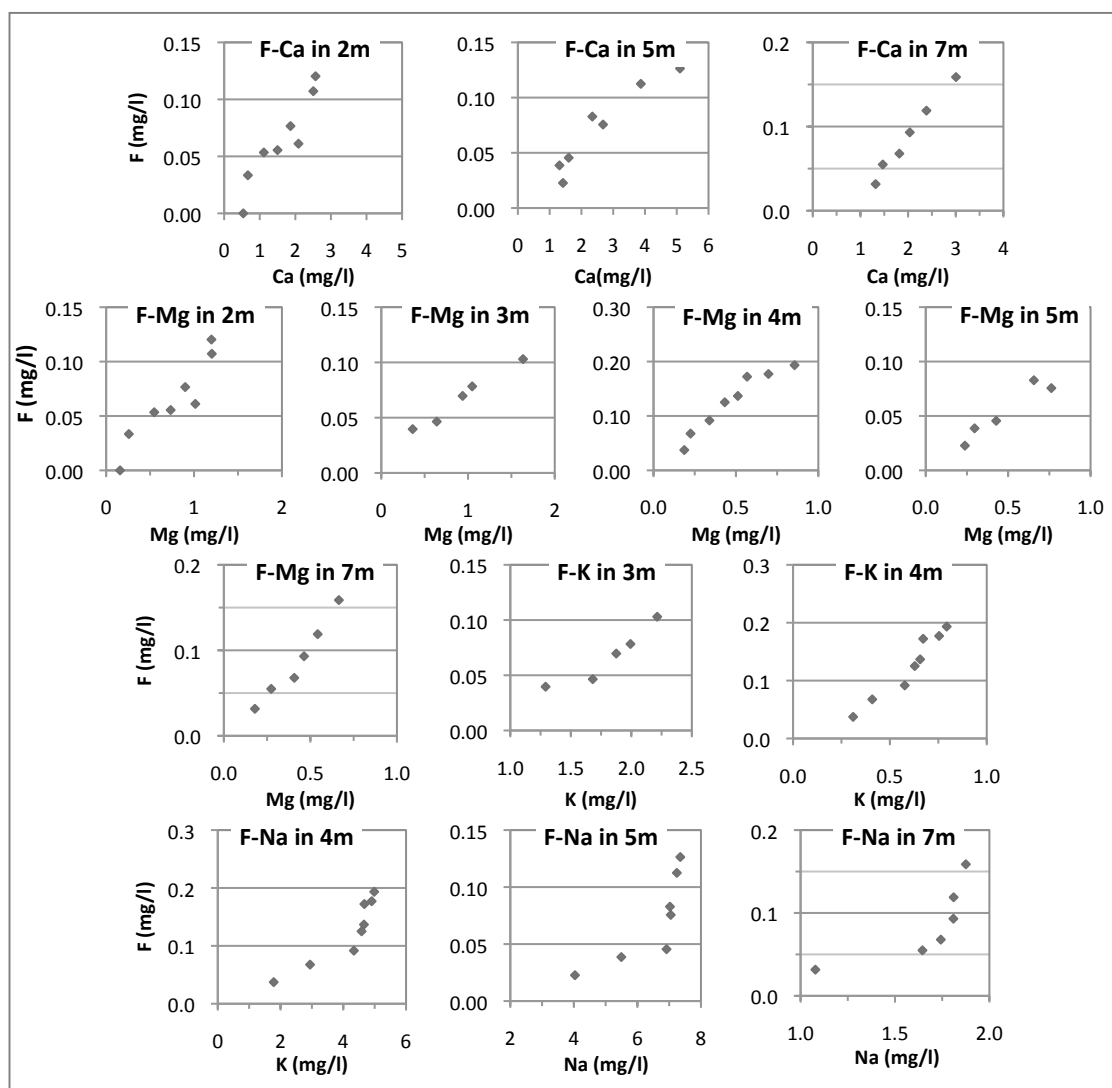 F-Ca in 2m
0.15
0.10
0.05
0.00
F (mg/l)
0 1 2 3 4 5
Ca (mg/l)
F-Ca in 5m
0.15
0.10
0.05
0.00
0 1 2 3 4 5 6
Ca(mg/l)
F-Ca in 7m
0.2
0.1
0.0
0 1 2 3 4
Ca (mg/l)
F-Mg in 2m
0.15
0.10
0.05
0.00
F (mg/l)
0 1 2
Mg (mg/l)
F-Mg in 3m
0.15
0.10
0.05
0.00
0 1 2
Mg (mg/l)
F-Mg in 4m
0.30
0.20
0.10
0.00
0.0 0.5 1.0
Mg (mg/l)
F-Mg in 5m
0.15
0.10
0.05
0.00
0.0 0.5 1.0
Mg (mg/l)
F-Mg in 7m
0.2
0.1
0.0
F (mg/l)
0.0 0.5 1.0
Mg (mg/l)
F-K in 3m
0.15
0.10
0.05
0.00
1.0 1.5 2.0 2.5
K (mg/l)
F-K in 4m
0.3
0.2
0.1
0.0
0.0 0.5 1.0
K (mg/l)
F-Na in 4m
0.3
0.2
0.1
0.0
F (mg/l)
0 2 4 6
K (mg/l)
F-Na in 5m
0.15
0.10
0.05
0.00
2 4 6 8
Na (mg/l)
F-Na in 7m
0.2
0.1
0.0
1.0 1.5 2.0
Na (mg/l)